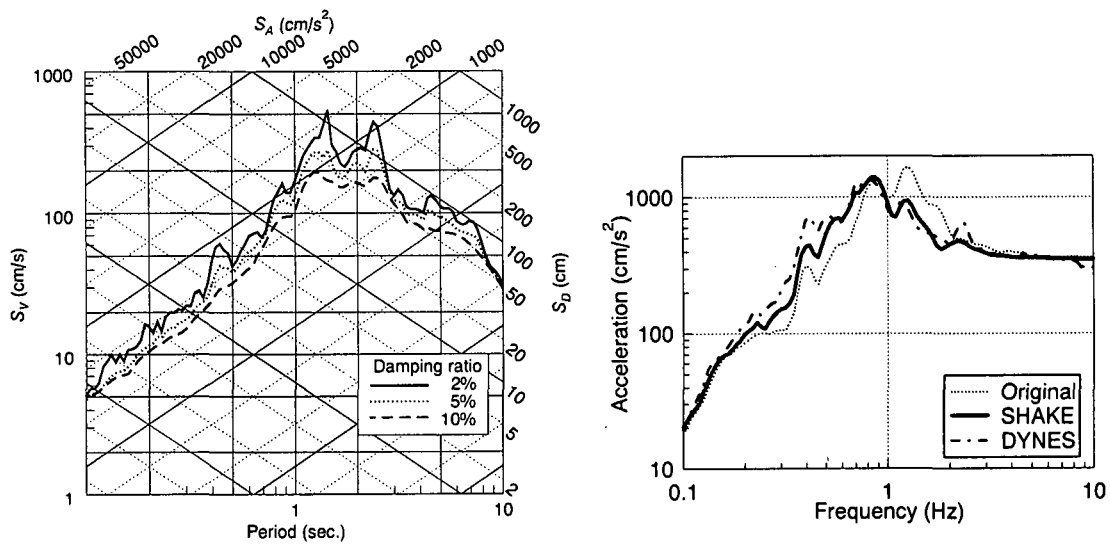 S_A (cm/s²)
50000 20000 10000 5000 2000 1000
1000
100
10
1
S_V (cm/s)
1000
500
200
100
50
20
10
5
2
S_D (cm)
Damping ratio
2%
5%
10%
1 10
Period (sec.)
1000
100
10
Acceleration (cm/s²)
Original
SHAKE
DYNES
0.1 1 10
Frequency (Hz)